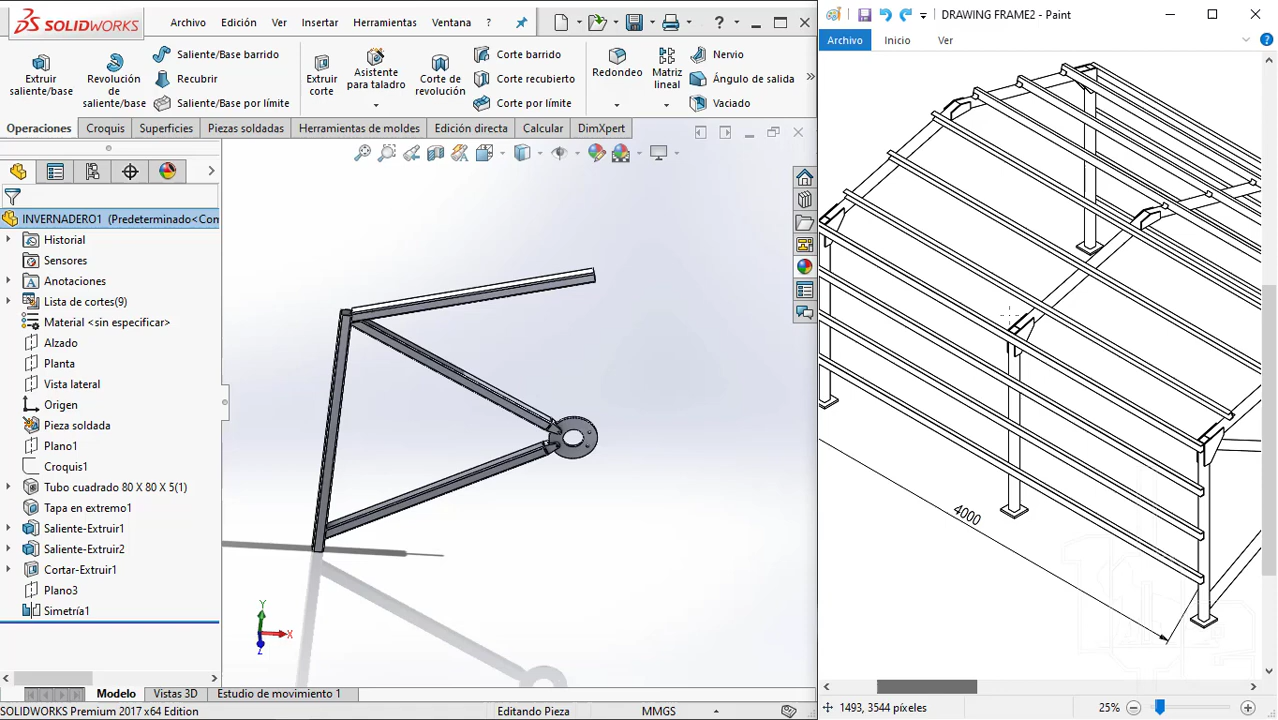 SOLIDWORKS
Archivo Edición Ver Insertar Herramientas Ventana ?
Extruir saliente/base
Revolución de saliente/base
Saliente/Base barrido
Recubrir
Saliente/Base por límite
Extruir corte
Asistente para taladro
Corte de revolución
Corte barrido
Corte recubierto
Corte por límite
Redondeo
Matriz lineal
Nervio
Ángulo de salida
Vaciado
Operaciones Croquis Superficies Piezas soldadas Herramientas de moldes Edición directa Calcular DimXpert
INVERNADERO1 (Predeterminado<Com
Historial
Sensores
Anotaciones
Lista de cortes(9)
Material <sin especificar>
Alzado
Planta
Vista lateral
Origen
Pieza soldada
Plano1
Croquis1
Tubo cuadrado 80 X 80 X 5(1)
Tapa en extremo1
Saliente-Extruir1
Saliente-Extruir2
Cortar-Extruir1
Plano3
Simetría1
Y
X
Z
Modelo Vistas 3D Estudio de movimiento 1
SOLIDWORKS Premium 2017 x64 Edition Editando Pieza MMGS
DRAWING FRAME2 - Paint
Archivo Inicio Ver
4000
1493, 3544 píxeles 25%